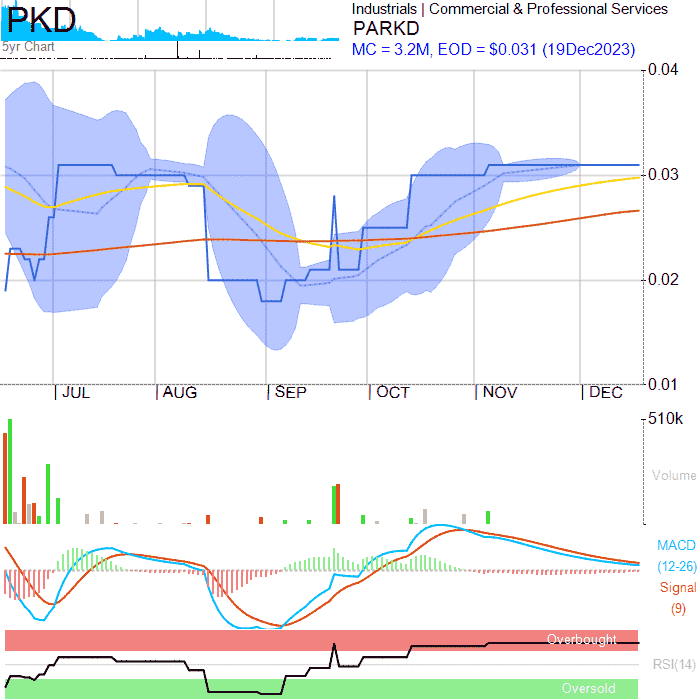 PKD
5yr Chart
Industrials | Commercial & Professional Services
PARKD
MC = 3.2M, EOD = $0.031 (19Dec2023)
0.04
0.03
0.02
0.01
JUL
AUG
SEP
OCT
NOV
DEC
510k
Volume
MACD
(12-26)
Signal
(9)
Overbought
RSI(14)
Oversold